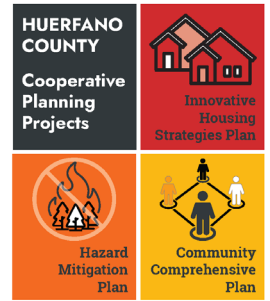 HUERFANO
COUNTY
Cooperative
Planning
Projects
Innovative
Housing
Strategies Plan
Hazard
Mitigation
Plan
Community
Comprehensive
Plan